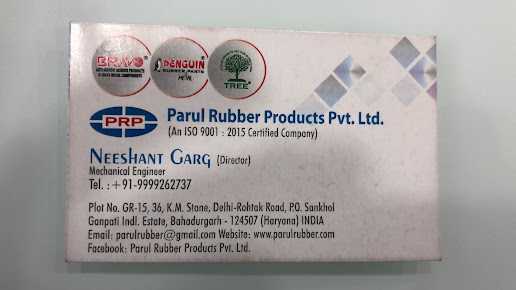 BRAVO
PENGUIN
RUBBER PARTS
METAL
TREE
PRP
Parul Rubber Products Pvt. Ltd.
(An ISO 9001 : 2015 Certified Company)
NEESHANT GARG (Director)
Mechanical Engineer
Tel. : +91-9999262737
Plot No. GR-15, 36, K.M. Stone, Delhi-Rohtak Road, P.O. Sankhol
Ganpati Indl. Estate, Bahadurgarh - 124507 (Haryana) INDIA
Email: parulrubber@gmail.com Website: www.parulrubber.com
Facebook: Parul Rubber Products Pvt. Ltd.